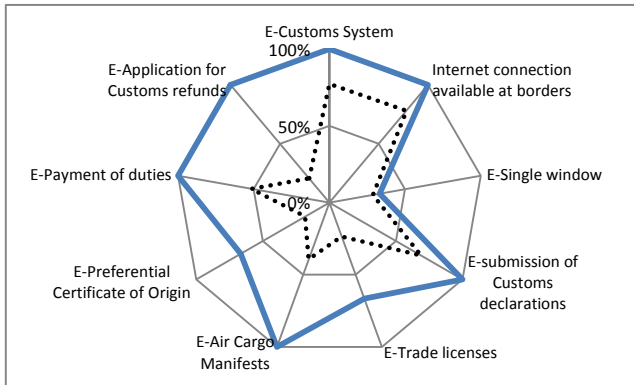 E-Customs System
100%
Internet connection
available at borders
E-Application for
Customs refunds
50%
E-Payment of duties
E-Single window
0%
E-Preferential
Certificate of Origin
E-submission of
Customs
declarations
E-Air Cargo
Manifests
E-Trade licenses